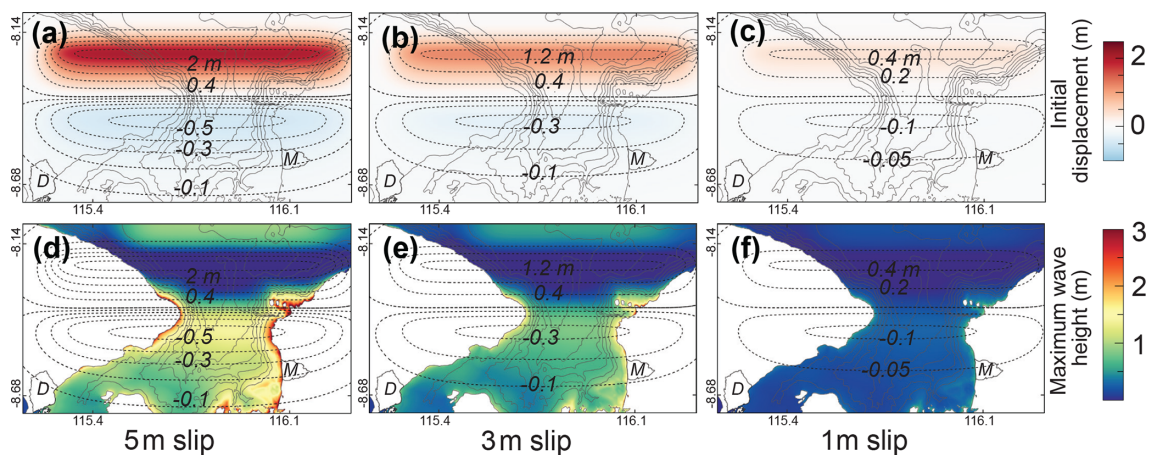 (a)
2 m
0.4
-0.5
-0.3
-0.1
D
M
-8.14
-8.68
115.4
116.1
(b)
1.2 m
0.4
-0.3
-0.1
D
M
-8.14
-8.68
115.4
116.1
(c)
0.4 m
0.2
-0.1
-0.05
D
M
-8.14
-8.68
115.4
116.1
Initial
displacement (m)
2
1
0
(d)
2 m
0.4
-0.5
-0.3
-0.1
D
M
-8.14
-8.68
115.4
116.1
5m slip
(e)
1.2 m
0.4
-0.3
-0.1
D
M
-8.14
-8.68
115.4
116.1
3m slip
(f)
0.4 m
0.2
-0.1
-0.05
D
M
-8.14
-8.68
115.4
116.1
1m slip
Maximum wave
height (m)
3
2
1